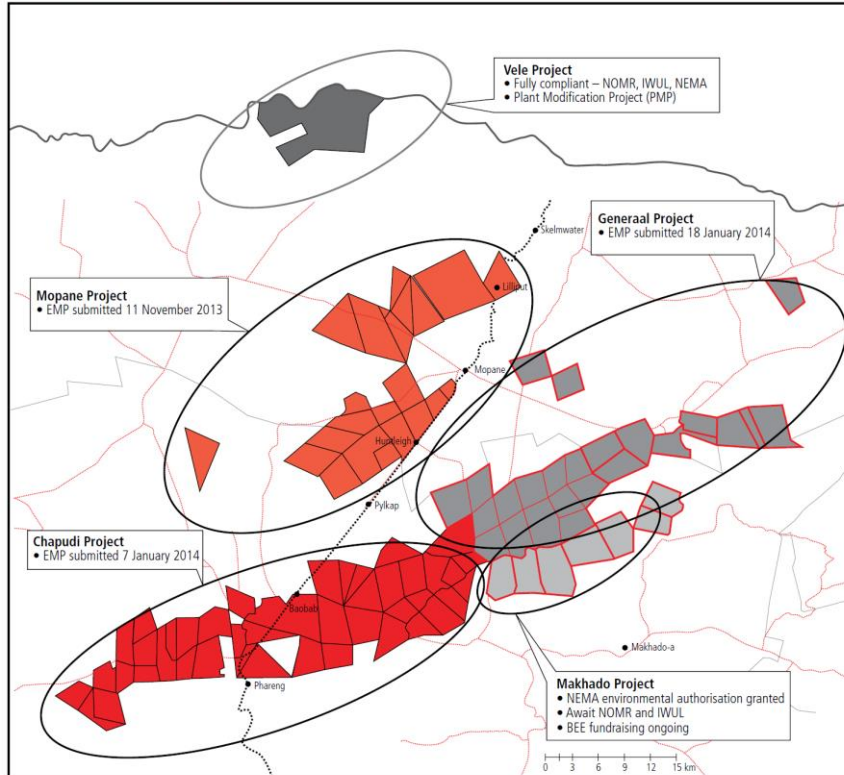 Vele Project
● Fully compliant – NOMR, IWUL, NEMA
● Plant Modification Project (PMP)
Generaal Project
● EMP submitted 18 January 2014
Skelmwater
Mopane Project
● EMP submitted 11 November 2013
Lilliput
Mopane
Huntleigh
Pylkap
Chapudi Project
● EMP submitted 7 January 2014
Baobab
Makhado-a
Phareng
Makhado Project
● NEMA environmental authorisation granted
● Await NOMR and IWUL
● BEE fundraising ongoing
0 3 6 9 12 15 km